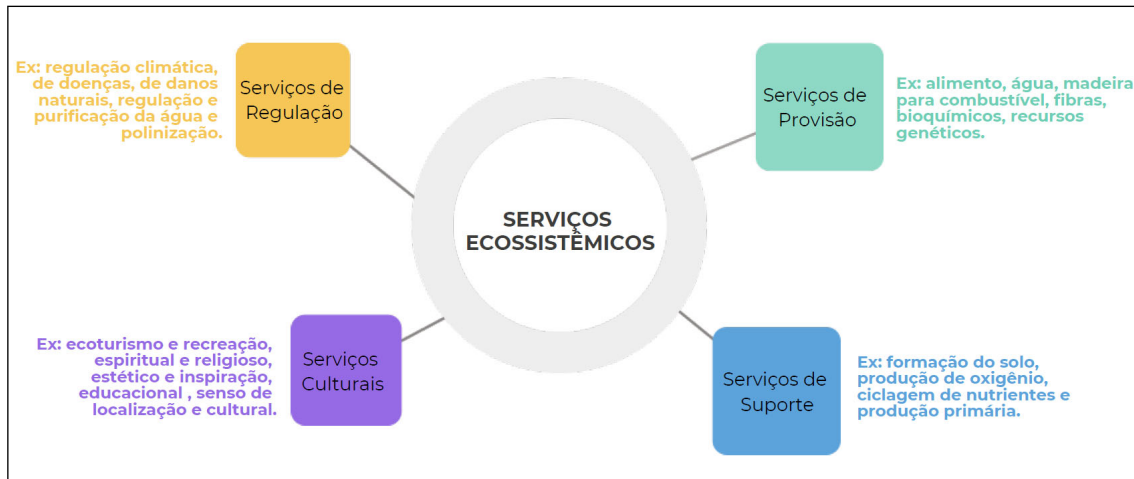 Ex: regulação climática,
de doenças, de danos
naturais, regulação e
purificação da água e
polinização.
Serviços de
Regulação
Serviços de
Provisão
Ex: alimento, água, madeira
para combustível, fibras,
bioquímicos, recursos
genéticos.
SERVIÇOS
ECOSSISTÊMICOS
Ex: ecoturismo e recreação,
espiritual e religioso,
estético e inspiração,
educacional , senso de
localização e cultural.
Serviços
Culturais
Serviços de
Suporte
Ex: formação do solo,
produção de oxigênio,
ciclagem de nutrientes e
produção primária.